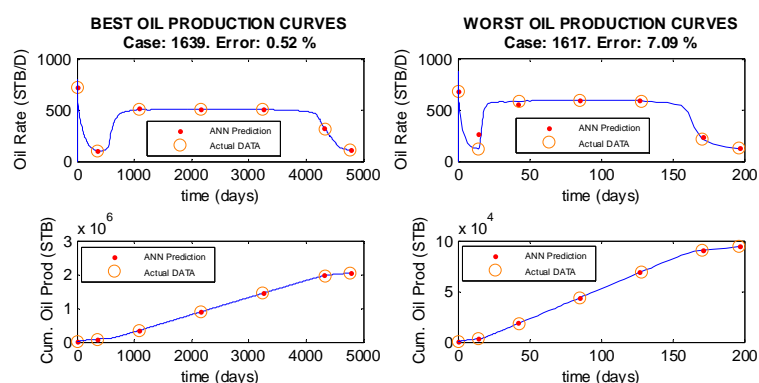 BEST OIL PRODUCTION CURVES
Case: 1639. Error: 0.52 %
Oil Rate (STB/D)
1000
500
0
ANN Prediction
Actual DATA
0 1000 2000 3000 4000 5000
time (days)
WORST OIL PRODUCTION CURVES
Case: 1617. Error: 7.09 %
Oil Rate (STB/D)
1000
500
0
ANN Prediction
Actual DATA
0 50 100 150 200
time (days)
Cum. Oil Prod (STB)
x 10^6
3
2
1
0
ANN Prediction
Actual DATA
0 1000 2000 3000 4000 5000
time (days)
Cum. Oil Prod (STB)
x 10^4
10
5
0
ANN Prediction
Actual DATA
0 50 100 150 200
time (days)